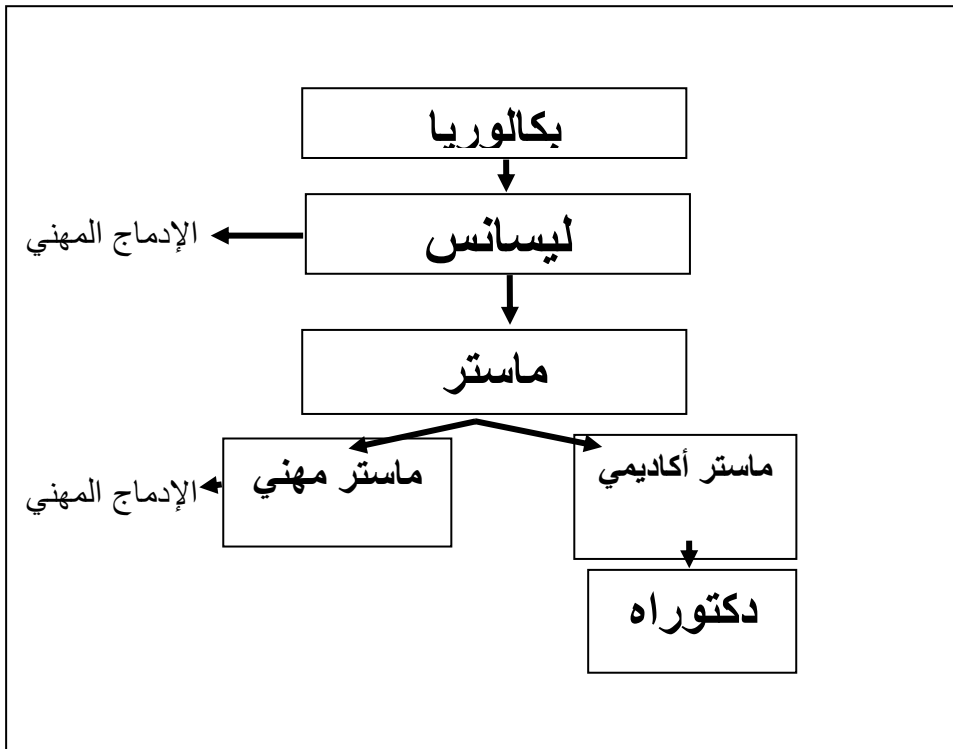 بكالوريا
ليسانس
الإدماج المهني
ماستر
ماستر أكاديمي
ماستر مهني
الإدماج المهني
دكتوراه